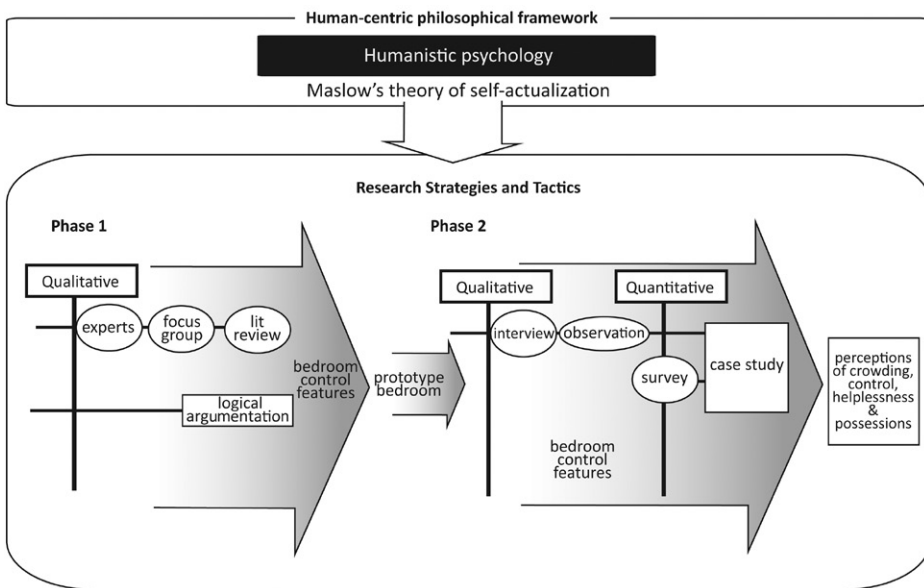 Human-centric philosophical framework
Humanistic psychology
Maslow's theory of self-actualization
Research Strategies and Tactics
Phase 1
Qualitative
experts
focus
group
lit
review
logical
argumentation
bedroom
control
features
prototype
bedroom
Phase 2
Qualitative
Quantitative
interview
observation
survey
case study
bedroom
control
features
perceptions
of crowding,
control,
helplessness
&
possessions